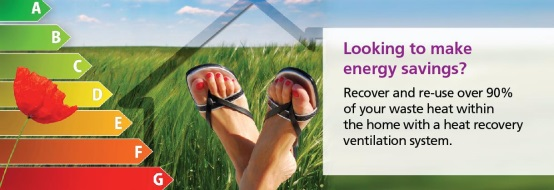 A
B
C
D
E
F
G
Looking to make
energy savings?
Recover and re-use over 90%
of your waste heat within
the home with a heat recovery
ventilation system.